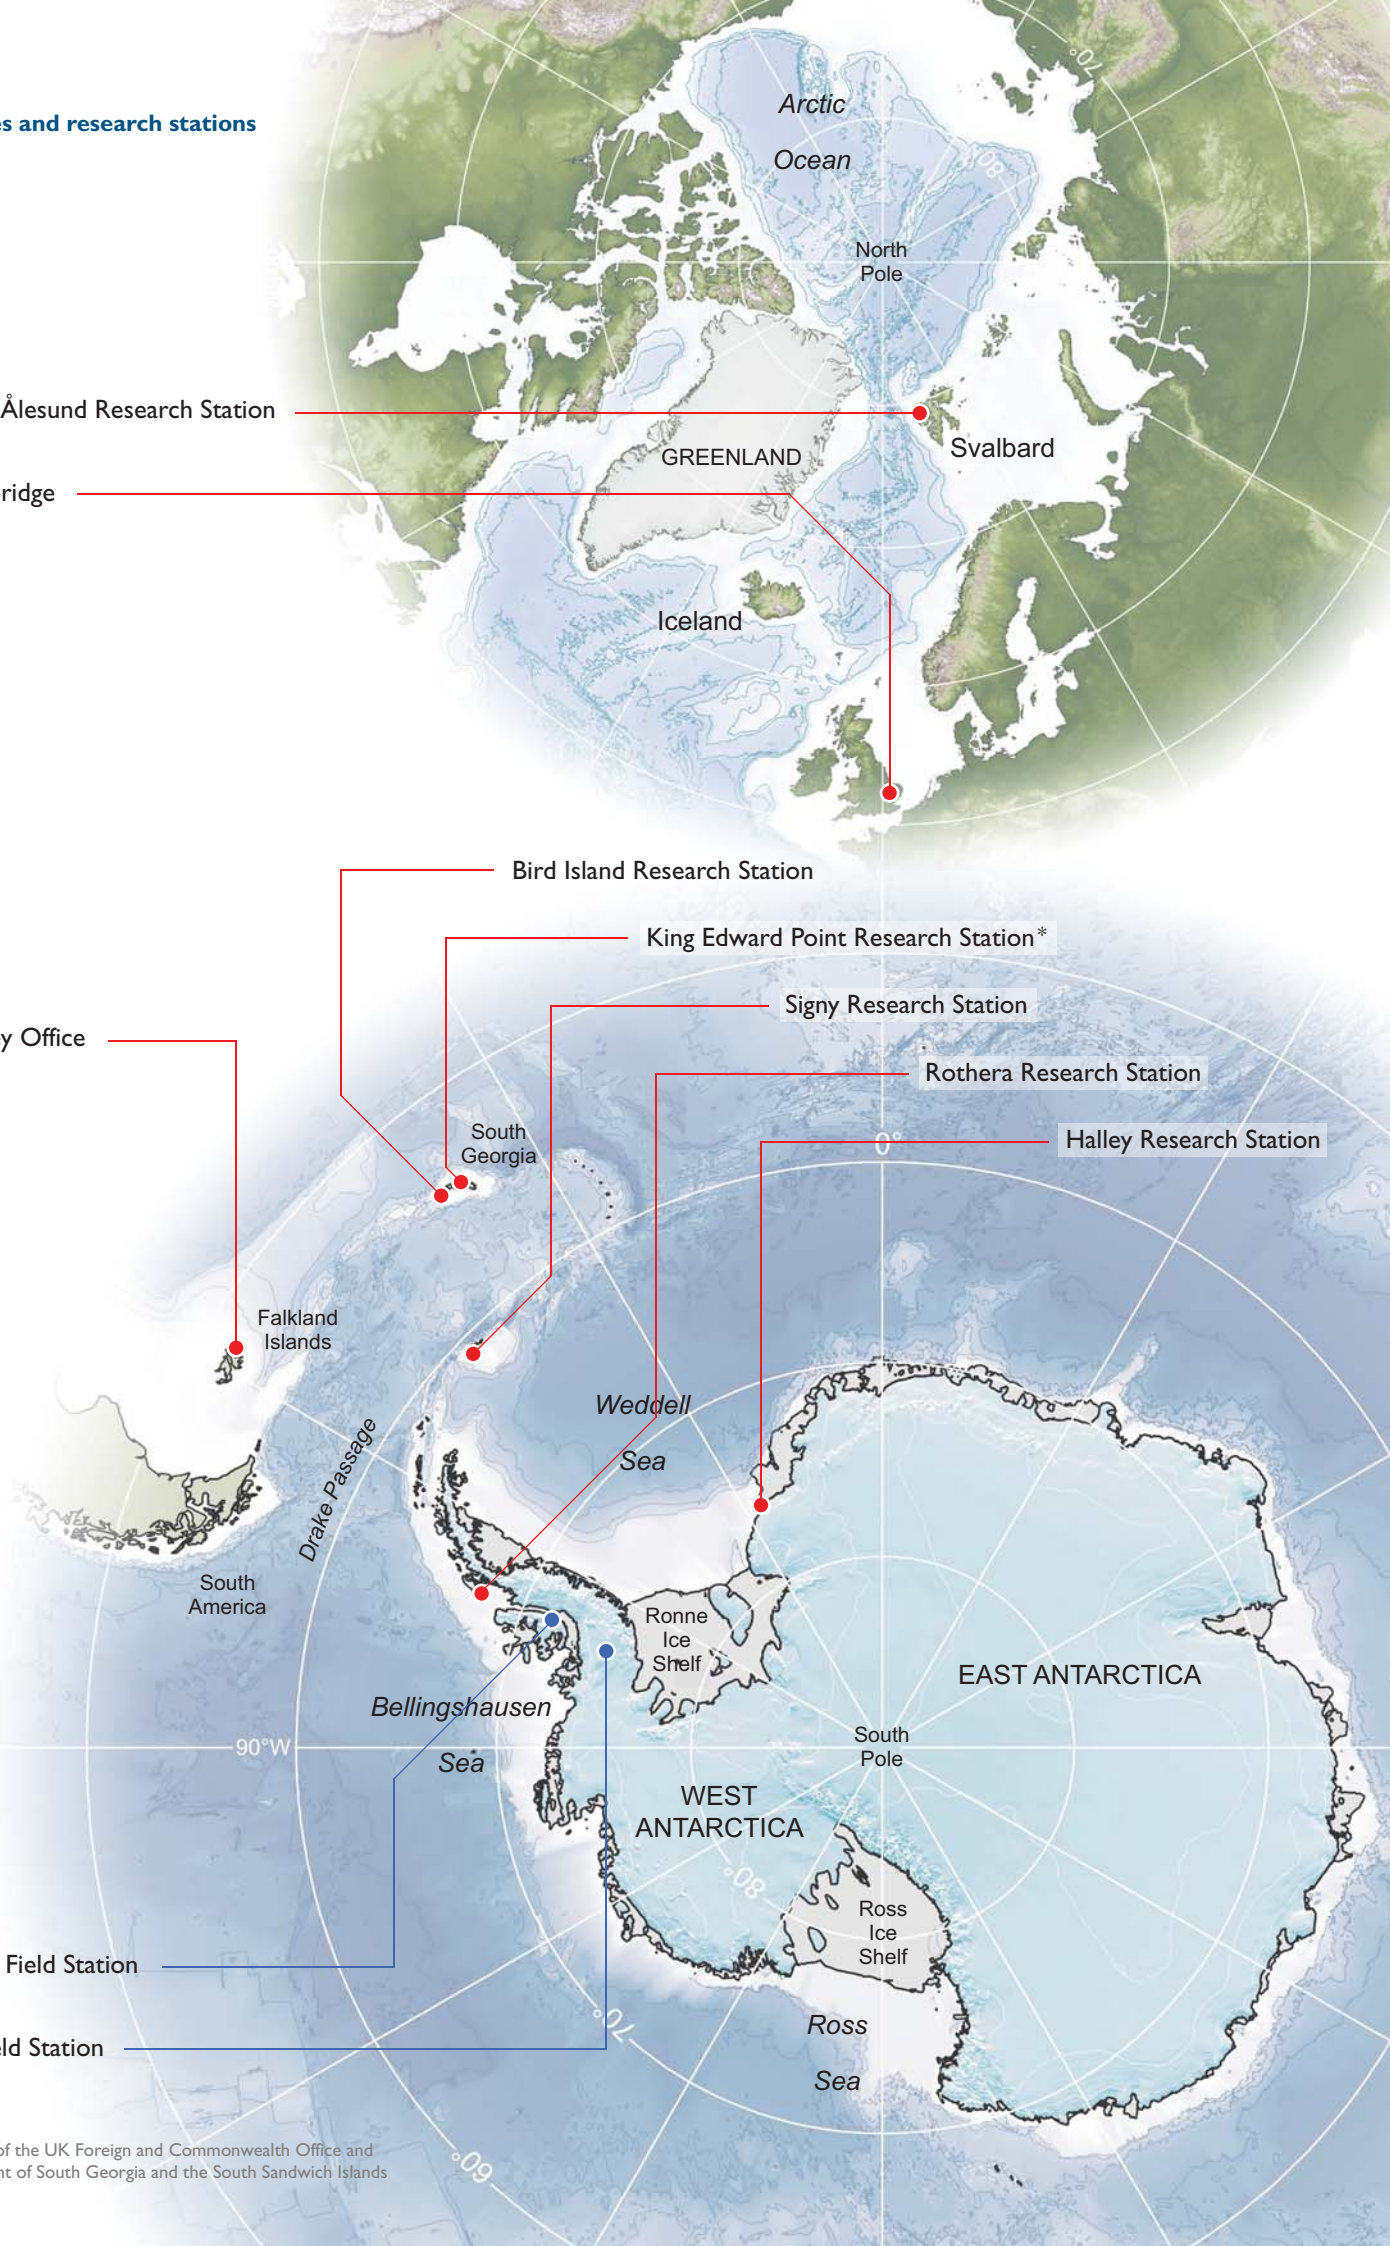 es and research stations
Arctic
Ocean
70°
80°
North
Pole
Ålesund Research Station
GREENLAND
Svalbard
ridge
Iceland
Bird Island Research Station
King Edward Point Research Station*
Signy Research Station
y Office
Rothera Research Station
South
Georgia
0°
Halley Research Station
Falkland
Islands
Weddell
Sea
Drake Passage
South
America
Ronne
Ice
Shelf
EAST ANTARCTICA
Bellingshausen
Sea
90°W
South
Pole
WEST
ANTARCTICA
80°
Ross
Ice
Shelf
Field Station
70°
Ross
Sea
ld Station
60°
of the UK Foreign and Commonwealth Office and
nt of South Georgia and the South Sandwich Islands